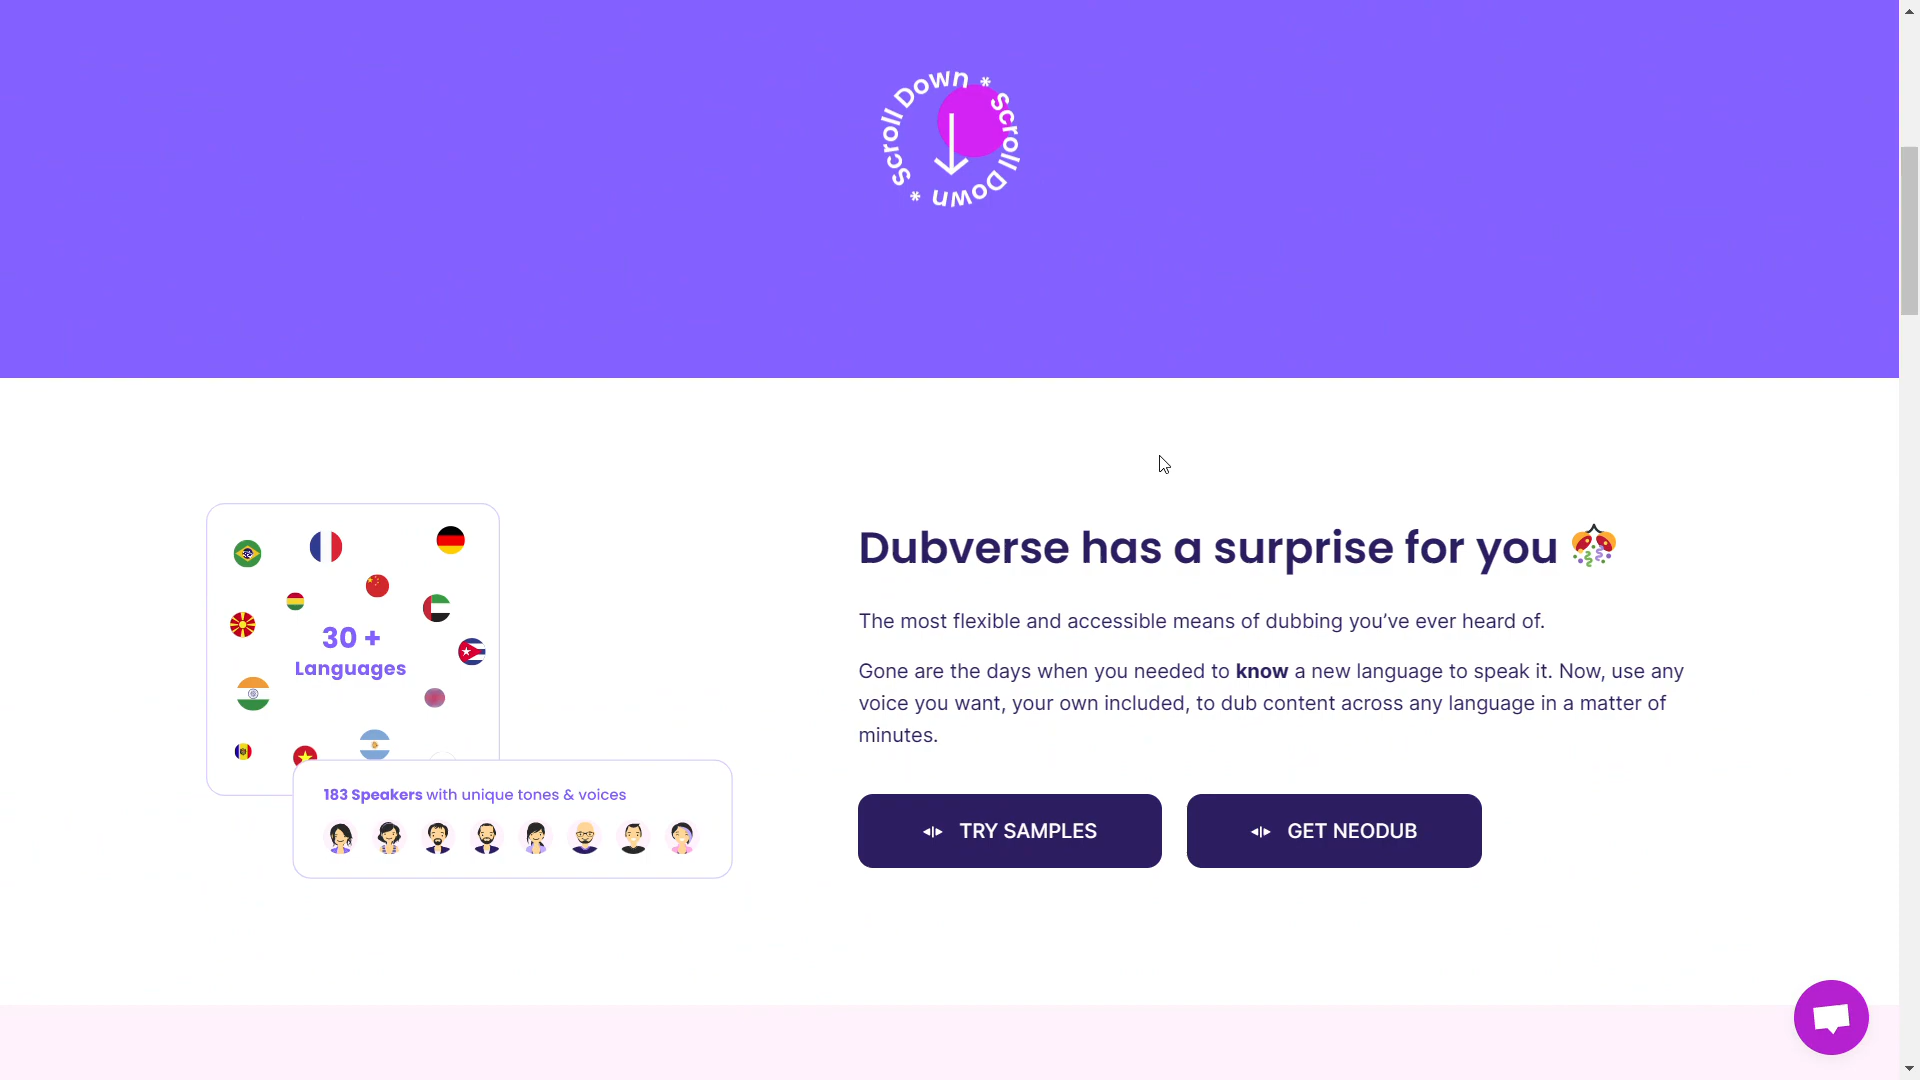 Scroll Down * Scroll Down *
Dubverse has a surprise for you
The most flexible and accessible means of dubbing you’ve ever heard of.
Gone are the days when you needed to know a new language to speak it. Now, use any
voice you want, your own included, to dub content across any language in a matter of
minutes.
30 +
Languages
183 Speakers with unique tones & voices
TRY SAMPLES
GET NEODUB